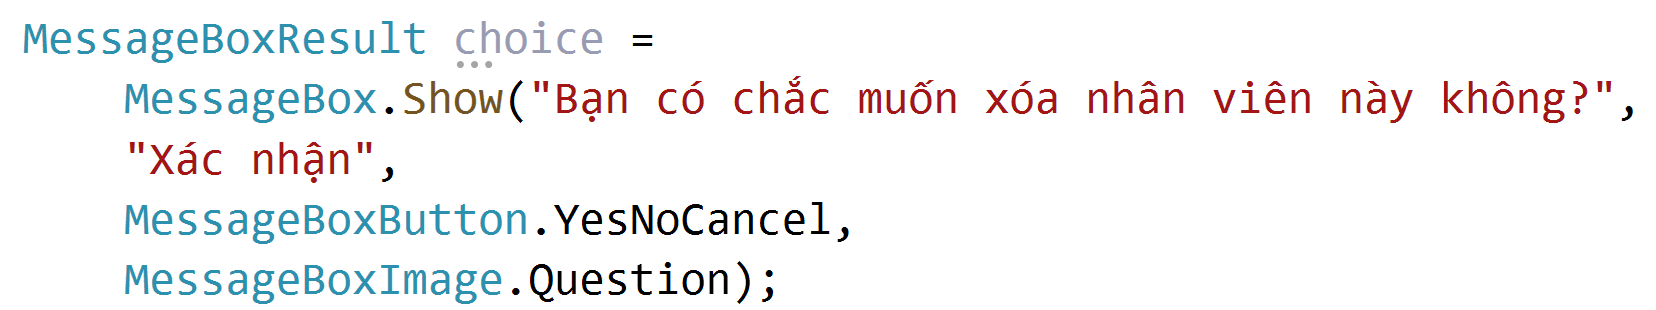 MessageBoxResult choice =
MessageBox.Show("Bạn có chắc muốn xóa nhân viên này không?",
"Xác nhận",
MessageBoxButton.YesNoCancel,
MessageBoxImage.Question);